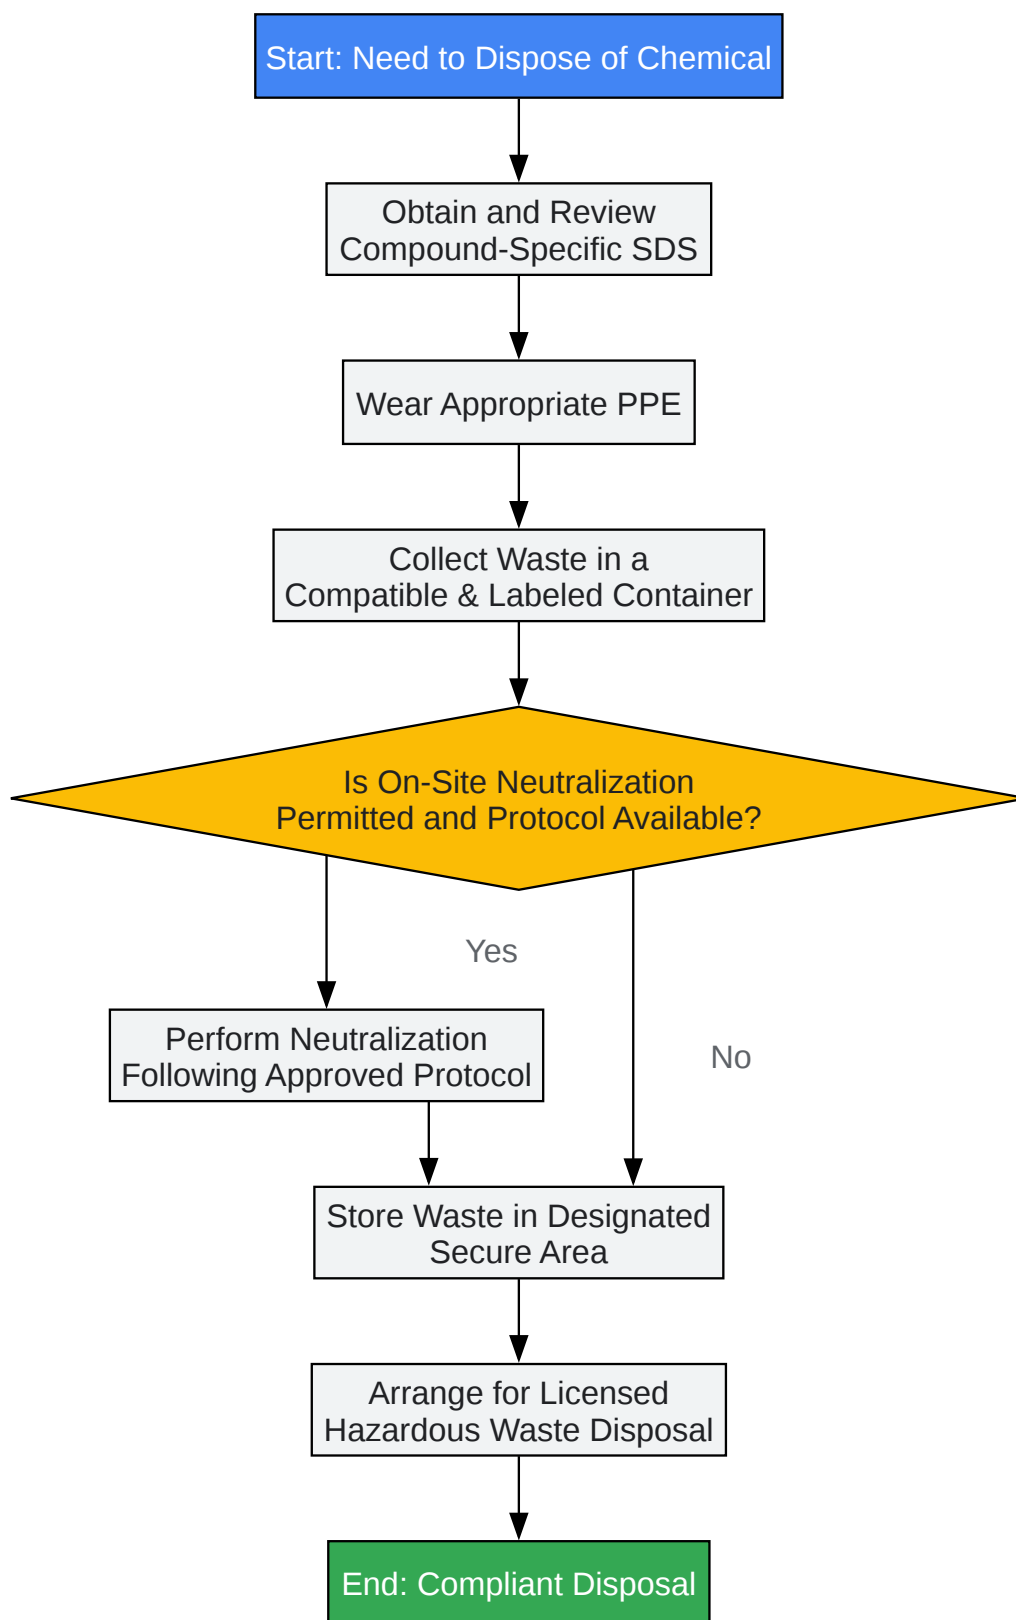 Start: Need to Dispose of Chemical
Obtain and Review
Compound-Specific SDS
Wear Appropriate PPE
Collect Waste in a
Compatible & Labeled Container
Is On-Site Neutralization
Permitted and Protocol Available?
Yes
Perform Neutralization
Following Approved Protocol
No
Store Waste in Designated
Secure Area
Arrange for Licensed
Hazardous Waste Disposal
End: Compliant Disposal